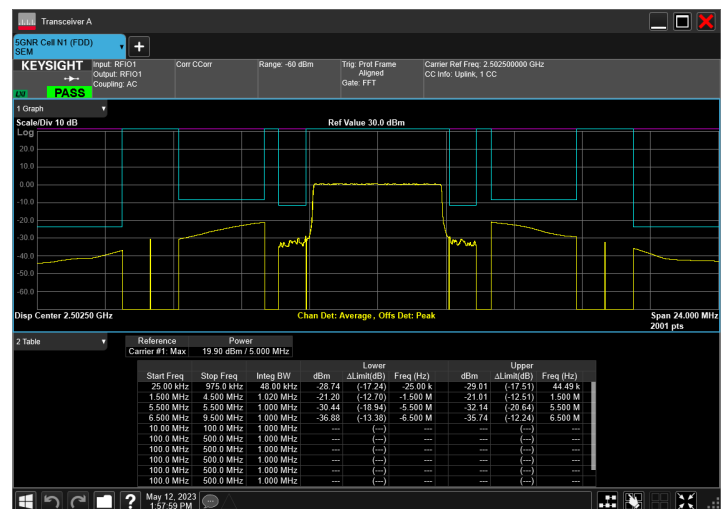 Transceiver A
5GNR Cell N1 (FDD)
SEM
+
KEYSIGHT
LXI
PASS
Input: RFIO1
Output: RFIO1
Coupling: AC
Corr CCorr
Range: -60 dBm
Trig: Prot Frame
Aligned
Gate: FFT
Carrier Ref Freq: 2.502500000 GHz
CC Info: Uplink, 1 CC
1 Graph
Scale/Div 10 dB
Ref Value 30.0 dBm
Log
20.0
10.0
0.00
-10.0
-20.0
-30.0
-40.0
-50.0
-60.0
Disp Center 2.50250 GHz
Chan Det: Average , Offs Det: Peak
Span 24.000 MHz
2001 pts
2 Table
Reference Power
Carrier #1: Max 19.90 dBm / 5.000 MHz
Lower Upper
Start Freq Stop Freq Integ BW dBm ΔLimit(dB) Freq (Hz) dBm ΔLimit(dB) Freq (Hz)
25.00 kHz 975.0 kHz 48.00 kHz -28.74 (-17.24) -25.00 k -29.01 (-17.51) 44.49 k
1.500 MHz 4.500 MHz 1.020 MHz -21.20 (-12.70) -1.500 M -21.01 (-12.51) 1.500 M
5.500 MHz 5.500 MHz 1.000 MHz -30.44 (-18.94) -5.500 M -32.14 (-20.64) 5.500 M
6.500 MHz 9.500 MHz 1.000 MHz -36.88 (-13.38) -6.500 M -35.74 (-12.24) 6.500 M
10.00 MHz 100.0 MHz 1.000 MHz --- (---) --- --- (---) ---
100.0 MHz 500.0 MHz 1.000 MHz --- (---) --- --- (---) ---
100.0 MHz 500.0 MHz 1.000 MHz --- (---) --- --- (---) ---
100.0 MHz 500.0 MHz 1.000 MHz --- (---) --- --- (---) ---
100.0 MHz 500.0 MHz 1.000 MHz --- (---) --- --- (---) ---
100.0 MHz 500.0 MHz 1.000 MHz --- (---) --- --- (---) ---
?
May 12, 2023
1:57:59 PM